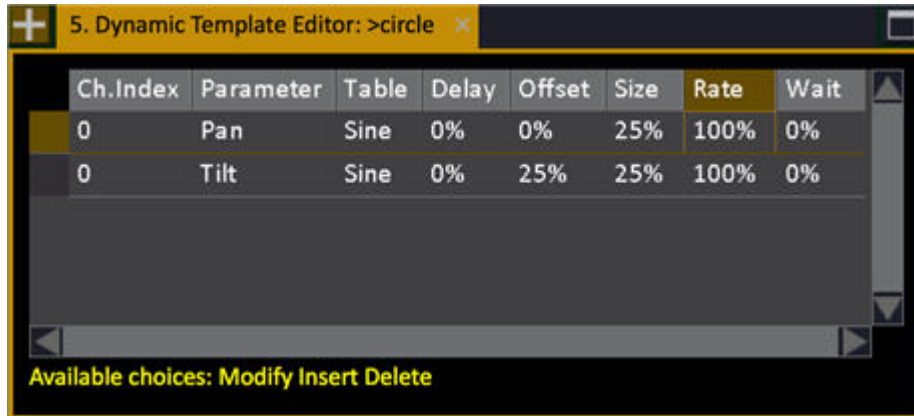 5. Dynamic Template Editor: >circle
Ch.Index Parameter Table Delay Offset Size Rate Wait
0 Pan Sine 0% 0% 25% 100% 0%
0 Tilt Sine 0% 25% 25% 100% 0%
Available choices: Modify Insert Delete